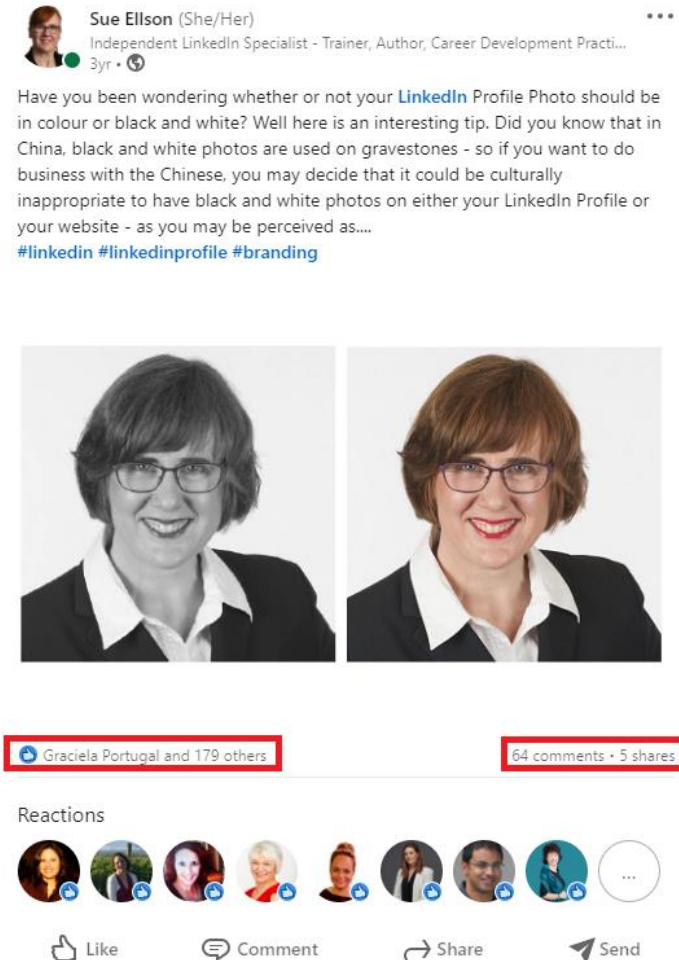 Sue Ellson (She/Her)
Independent LinkedIn Specialist - Trainer, Author, Career Development Practi...
3yr •
Have you been wondering whether or not your LinkedIn Profile Photo should be
in colour or black and white? Well here is an interesting tip. Did you know that in
China, black and white photos are used on gravestones - so if you want to do
business with the Chinese, you may decide that it could be culturally
inappropriate to have black and white photos on either your LinkedIn Profile or
your website - as you may be perceived as....
#linkedin #linkedinprofile #branding
Graciela Portugal and 179 others
64 comments • 5 shares
Reactions
...
Like
Comment
Share
Send